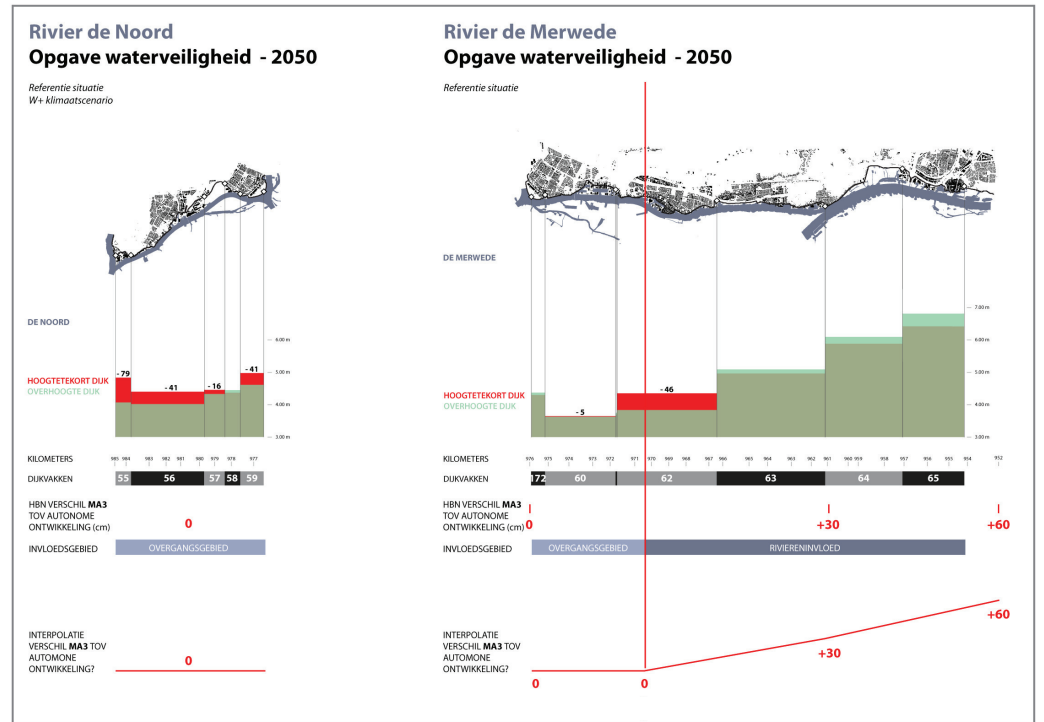 Rivier de Noord
Opgave waterveiligheid - 2050
Referentie situatie
W+ klimaatscenario
DE NOORD
6.00 m
5.00 m
4.00 m
3.00 m
HOOGTETEKORT DIJK
OVERHOOGTE DIJK
- 79
- 41
- 16
- 41
KILOMETERS
985 984 983 982 981 980 979 978 977
DIJKVAKKEN
55 56 57 58 59
HBN VERSCHIL MA3
TOV AUTONOME
ONTWIKKELING (cm)
0
INVLOEDSGEBIED
OVERGANGSGEBIED
INTERPOLATIE
VERSCHIL MA3 TOV
AUTOMONE
ONTWIKKELING?
0
Rivier de Merwede
Opgave waterveiligheid - 2050
Referentie situatie
DE MERWEDE
7.00 m
6.00 m
5.00 m
4.00 m
3.00 m
HOOGTETEKORT DIJK
OVERHOOGTE DIJK
- 5
- 46
KILOMETERS
976 975 974 973 972 971 970 969 968 967 966 965 964 963 962 961 960 959 958 957 956 955 954 952
DIJKVAKKEN
172 60 62 63 64 65
HBN VERSCHIL MA3
TOV AUTONOME
ONTWIKKELING (cm)
0 +30 +60
INVLOEDSGEBIED
OVERGANGSGEBIED
RIVIERENINVLOED
INTERPOLATIE
VERSCHIL MA3 TOV
AUTOMONE
ONTWIKKELING?
0
0
+30
+60